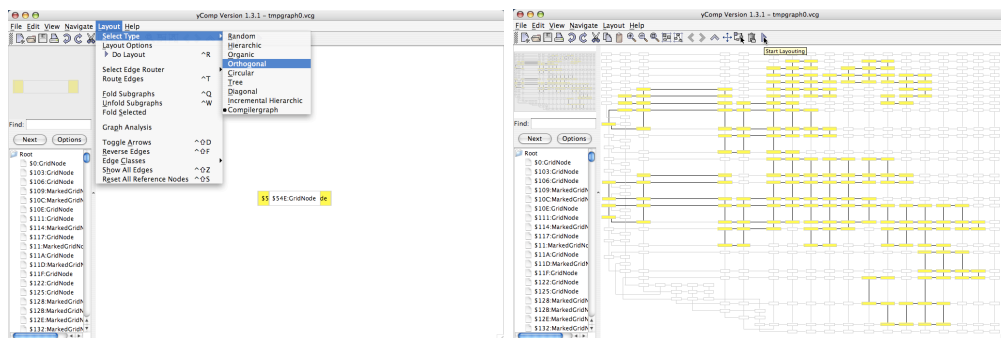 yComp Version 1.3.1 – tmpgraph0.vcg
File Edit View Navigate Layout Help
Select Type
Layout Options
Do Layout ^R
Select Edge Router
Route Edges ^T
Fold Subgraphs ^Q
Unfold Subgraphs ^W
Fold Selected
Graph Analysis
Toggle Arrows ^⇧D
Reverse Edges ^⇧F
Edge Classes
Show All Edges ^⇧Z
Reset All Reference Nodes ^⇧S
Random
Hierarchic
Organic
Orthogonal
Circular
Tree
Diagonal
Incremental Hierarchic
Compilergraph
Find:
Next Options
Root
$0:GridNode
$103:GridNode
$106:GridNode
$109:MarkedGridN
$10C:MarkedGridN
$10E:GridNode
$111:GridNode
$114:MarkedGridN
$117:GridNode
$11:MarkedGridNo
$11A:GridNode
$11D:MarkedGridN
$11F:GridNode
$122:GridNode
$125:GridNode
$128:MarkedGridN
$12B:MarkedGridN
$12E:MarkedGridN
$132:MarkedGridN
$5 $54E:GridNode de
yComp Version 1.3.1 – tmpgraph0.vcg
File Edit View Navigate Layout Help
Start Layouting
Find:
Next Options
Root
$0:GridNode
$103:GridNode
$106:GridNode
$109:MarkedGridN
$10C:MarkedGridN
$10E:GridNode
$111:GridNode
$114:MarkedGridN
$117:GridNode
$11:MarkedGridNo
$11A:GridNode
$11D:MarkedGridN
$11F:GridNode
$122:GridNode
$125:GridNode
$128:MarkedGridN
$12B:MarkedGridN
$12E:MarkedGridN
$132:MarkedGridN